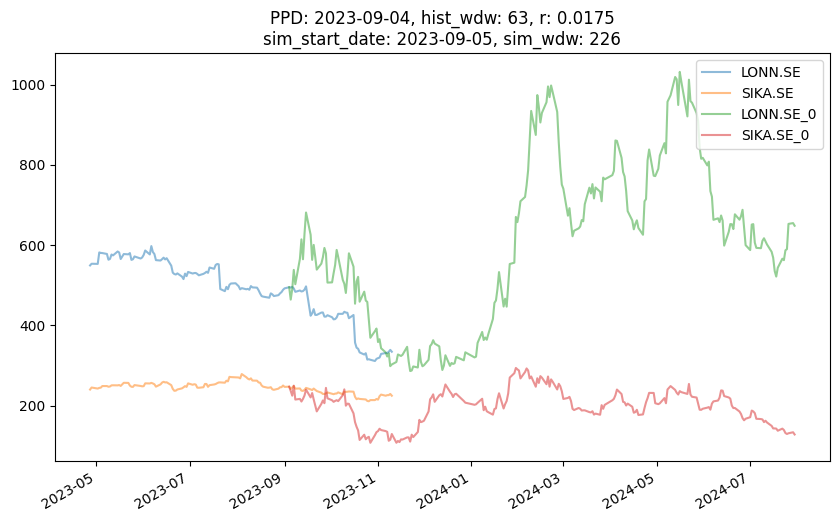 PPD: 2023-09-04, hist_wdw: 63, r: 0.0175
sim_start_date: 2023-09-05, sim_wdw: 226
LONN.SE
SIKA.SE
LONN.SE_0
SIKA.SE_0
1000
800
600
400
200
2023-05
2023-07
2023-09
2023-11
2024-01
2024-03
2024-05
2024-07